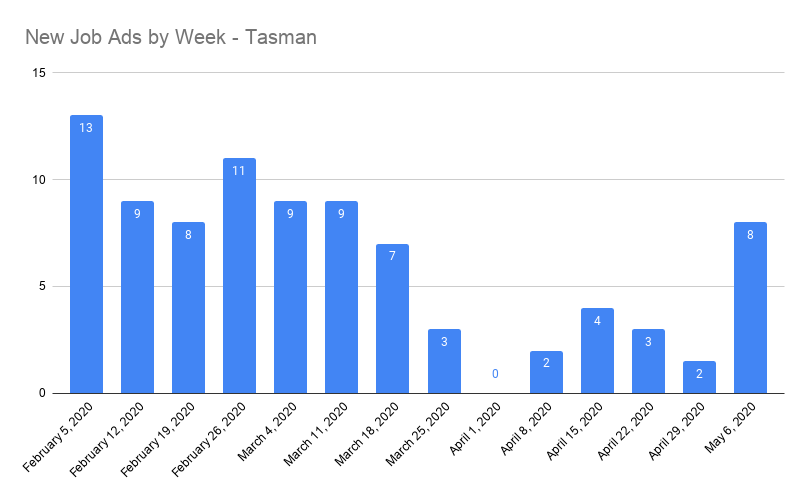 New Job Ads by Week - Tasman
15
10
5
0
13
9
8
11
9
9
7
3
0
2
4
3
2
8
February 5, 2020
February 12, 2020
February 19, 2020
February 26, 2020
March 4, 2020
March 11, 2020
March 18, 2020
March 25, 2020
April 1, 2020
April 8, 2020
April 15, 2020
April 22, 2020
April 29, 2020
May 6, 2020